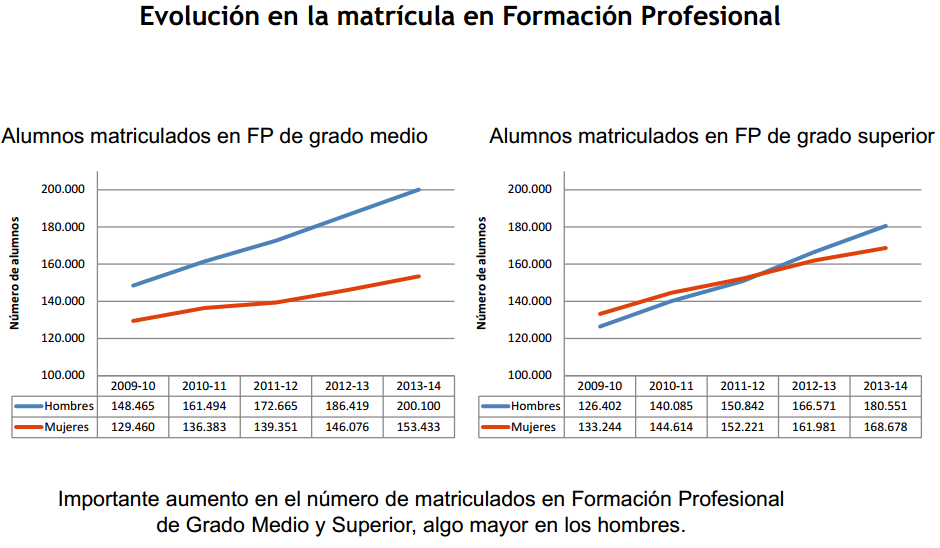 Evolución en la matrícula en Formación Profesional
Alumnos matriculados en FP de grado medio
Número de alumnos
200.000
180.000
160.000
140.000
120.000
100.000
2009-10 2010-11 2011-12 2012-13 2013-14
Hombres 148.465 161.494 172.665 186.419 200.100
Mujeres 129.460 136.383 139.351 146.076 153.433
Alumnos matriculados en FP de grado superior
Número de alumnos
200.000
180.000
160.000
140.000
120.000
100.000
2009-10 2010-11 2011-12 2012-13 2013-14
Hombres 126.402 140.085 150.842 166.571 180.551
Mujeres 133.244 144.614 152.221 161.981 168.678
Importante aumento en el número de matriculados en Formación Profesional
de Grado Medio y Superior, algo mayor en los hombres.